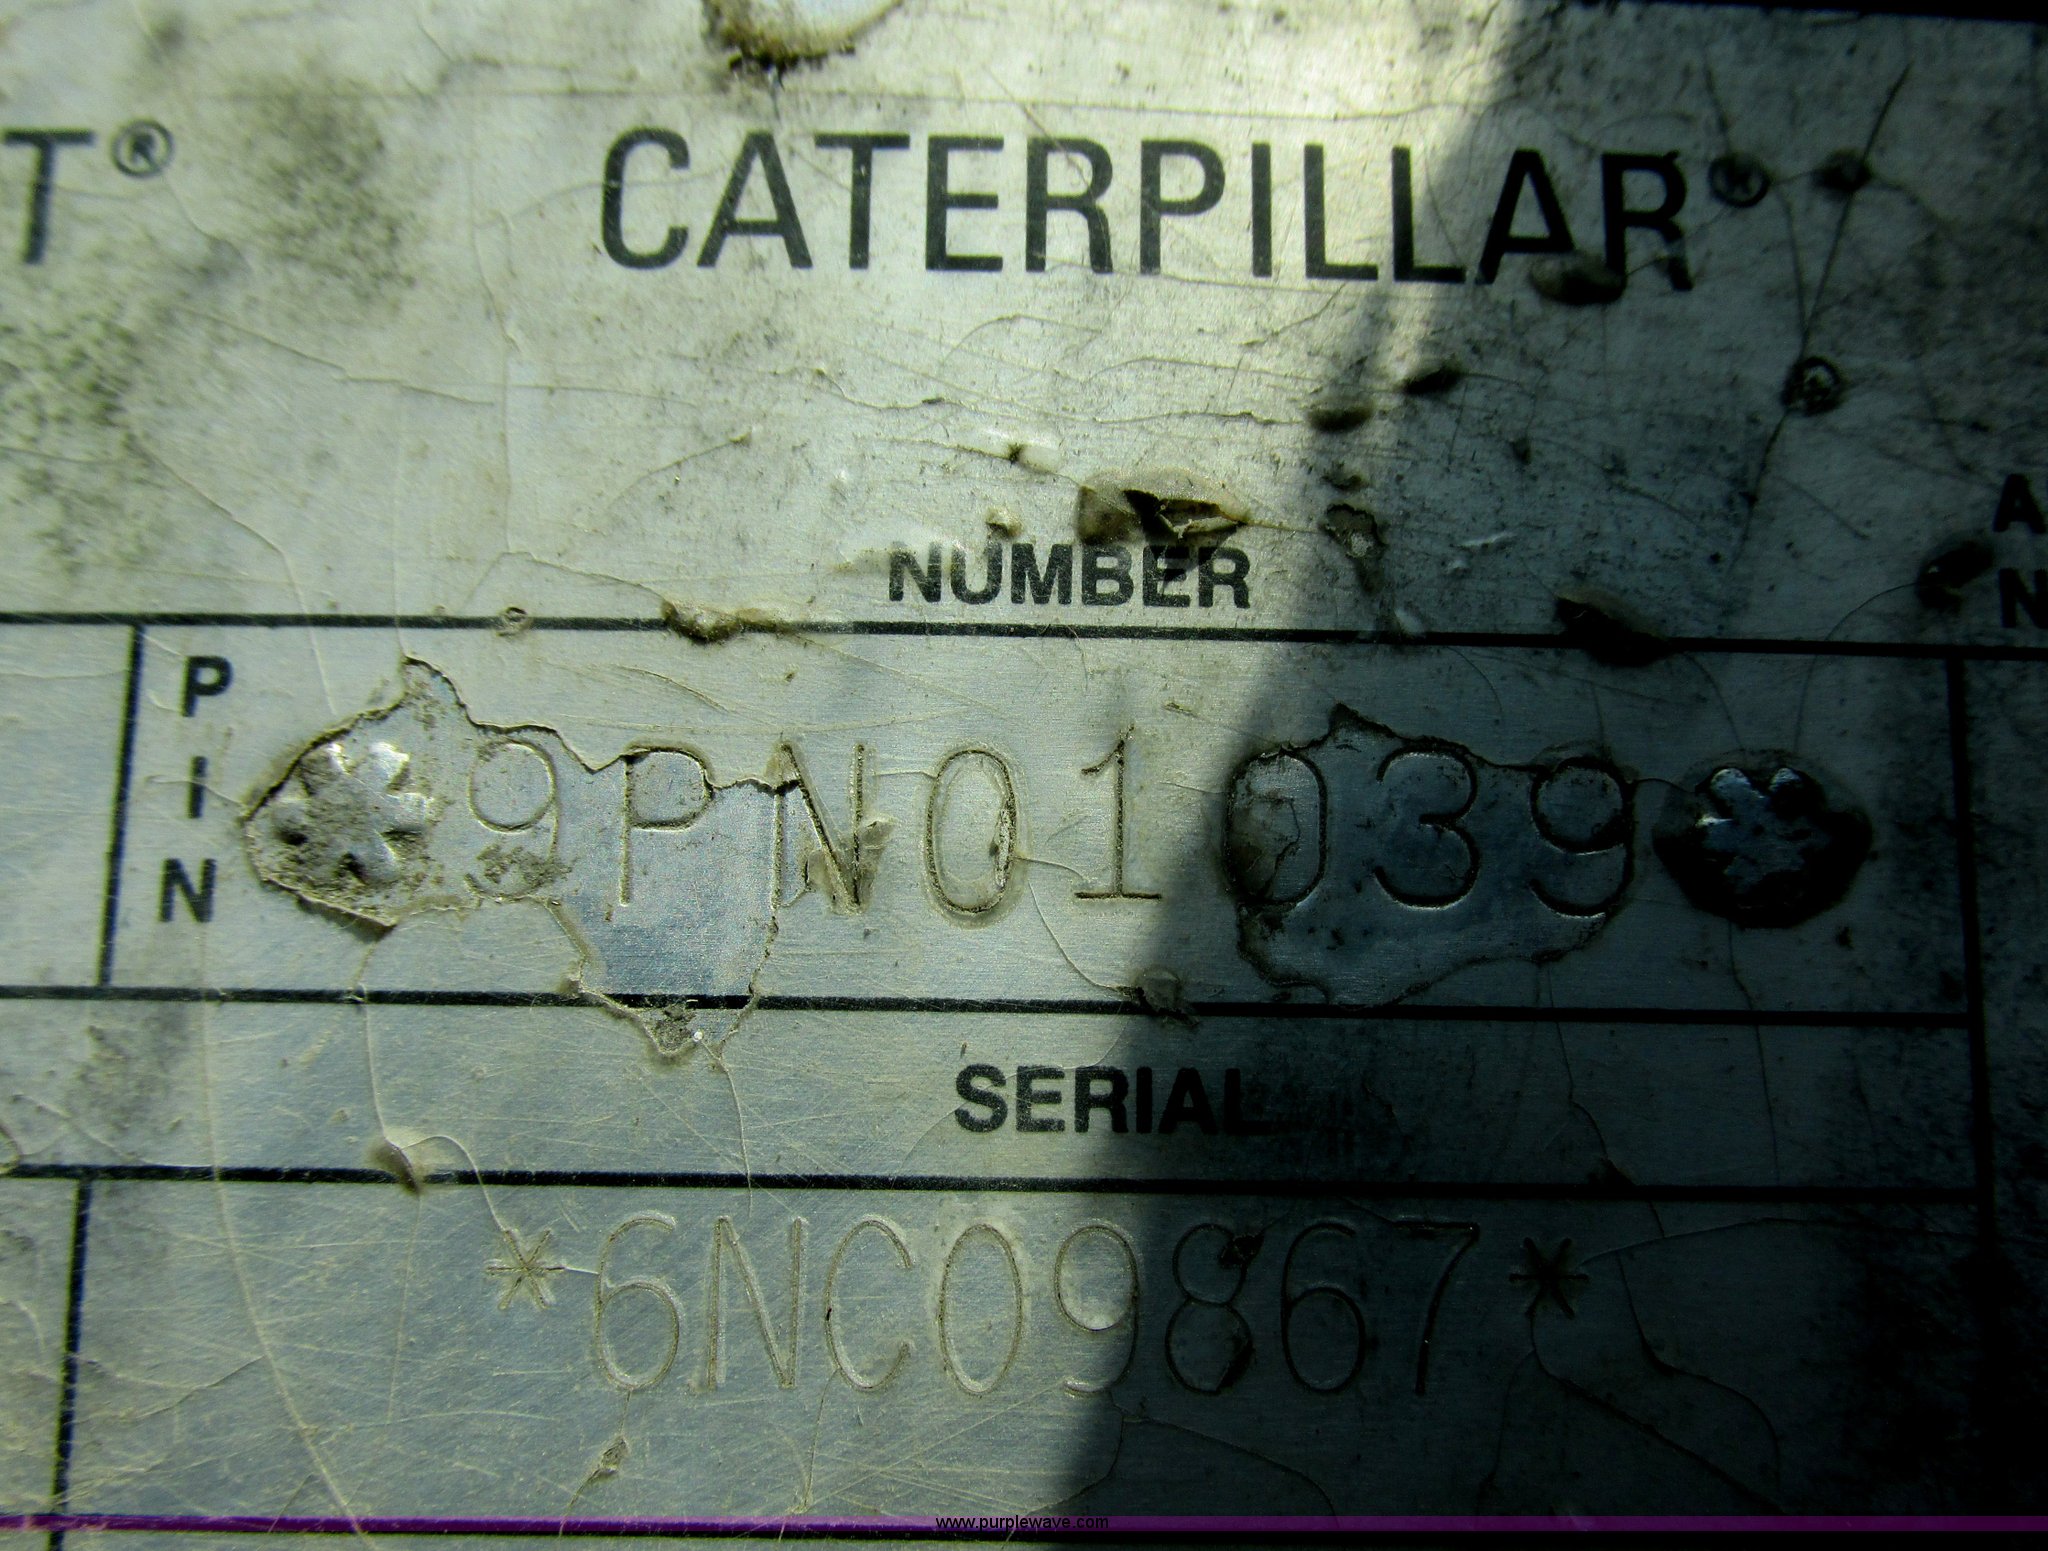 T® CATERPILLAR®
NUMBER
PIN *9PN01039*
SERIAL
*6NC09867*
www.purplewave.com